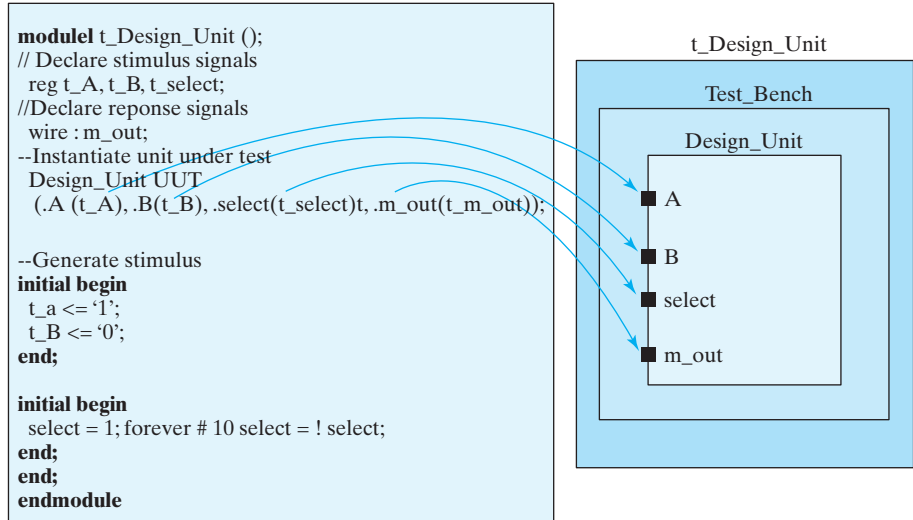 modulel t_Design_Unit ();
// Declare stimulus signals
reg t_A, t_B, t_select;
//Declare reponse signals
wire : m_out;
--Instantiate unit under test
Design_Unit UUT
(.A (t_A), .B(t_B), .select(t_select)t, .m_out(t_m_out));
--Generate stimulus
initial begin
t_a <= ‘1’;
t_B <= ‘0’;
end;
initial begin
select = 1; forever # 10 select = ! select;
end;
end;
endmodule
t_Design_Unit
Test_Bench
Design_Unit
A
B
select
m_out